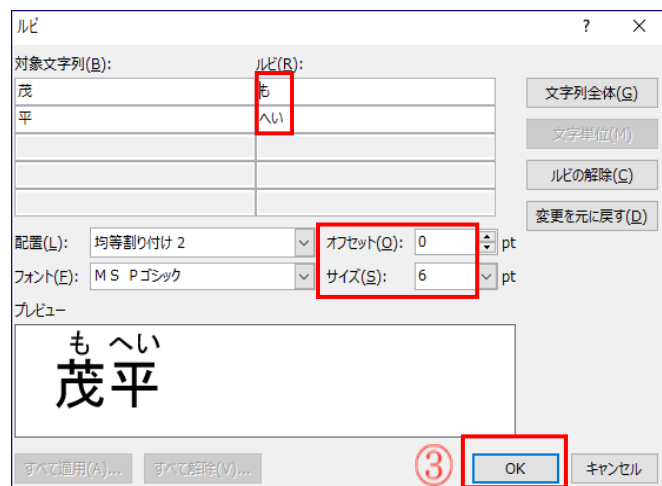 ルビ ? ×
対象文字列(B): ルビ(R):
茂 も 文字列全体(G)
平 へい 文字単位(M)
ルビの解除(C)
変更を元に戻す(D)
配置(L): 均等割り付け 2 オフセット(O): 0 pt
フォント(F): MS Pゴシック サイズ(S): 6 pt
プレビュー
も へい
茂平
すべて適用(A)... すべて解除(V)... ③ OK キャンセル